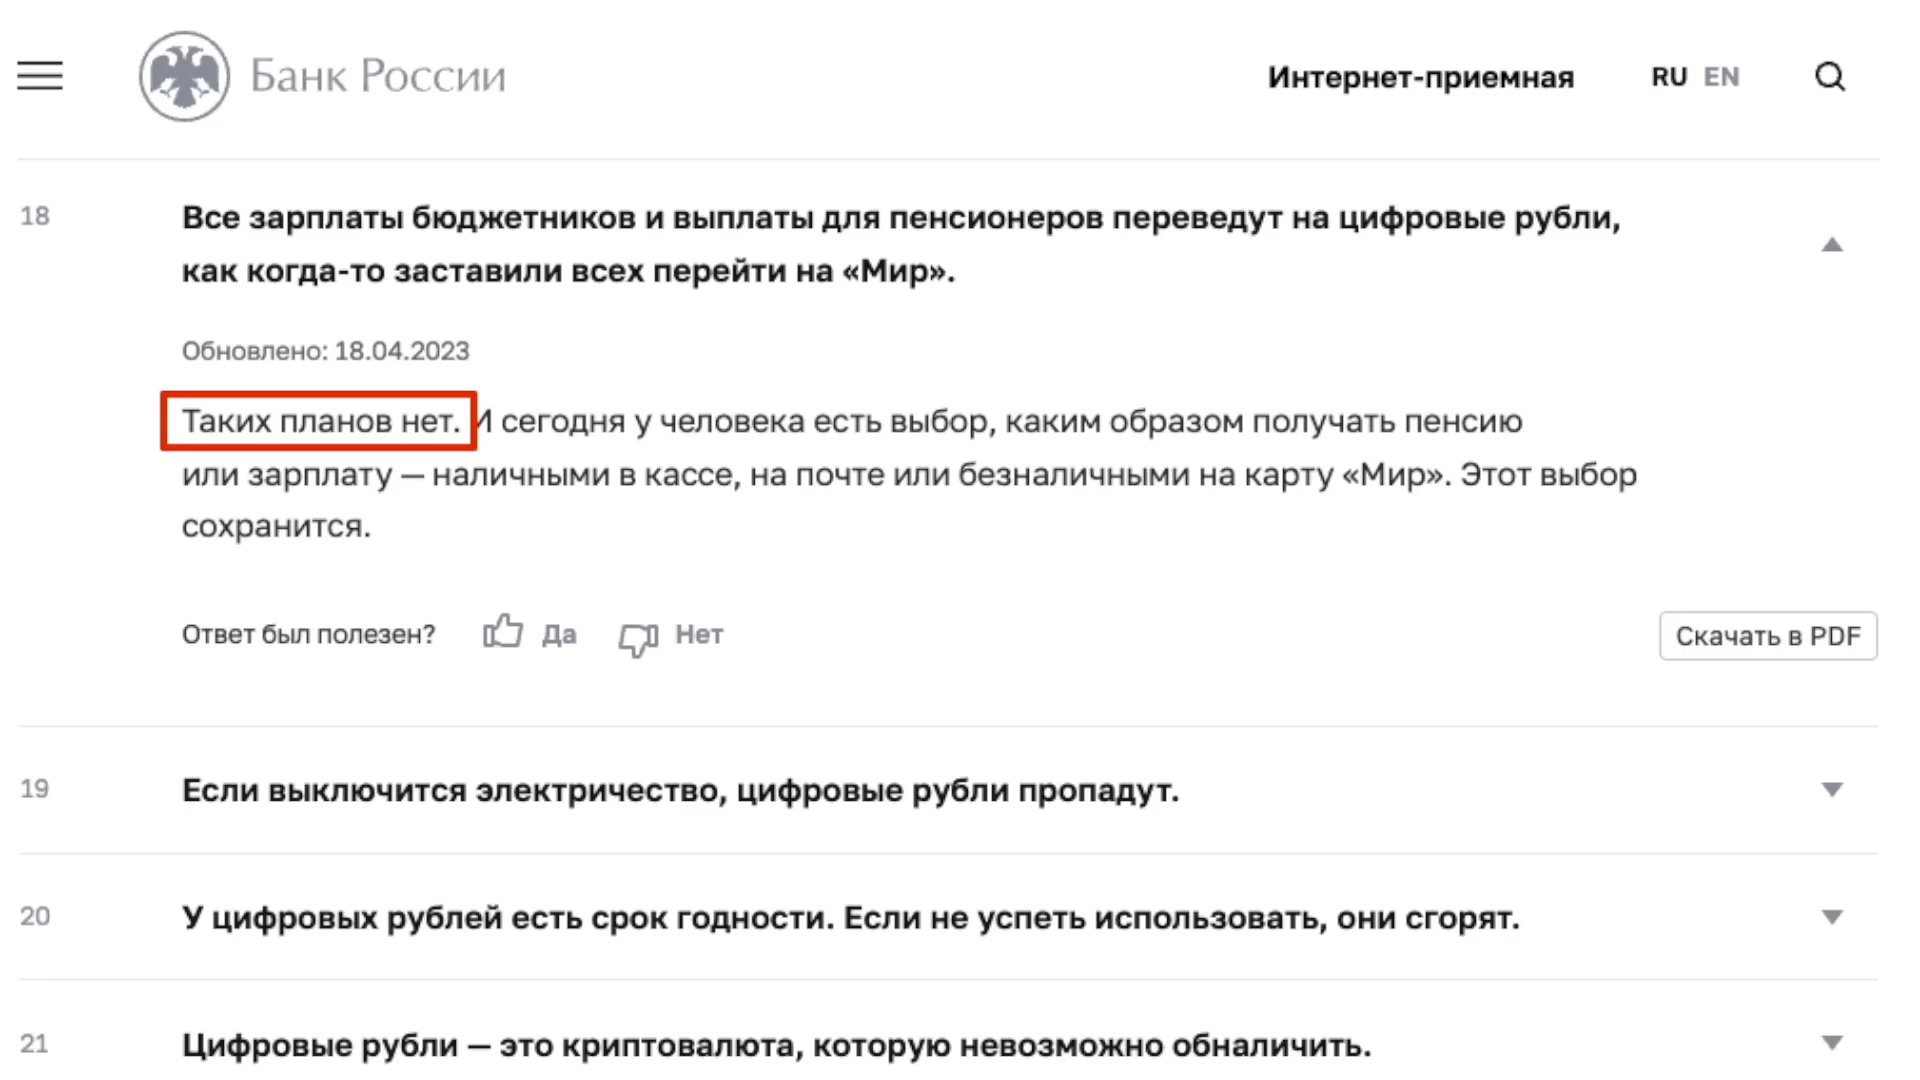 Банк России
Интернет-приемная
RU EN
18
Все зарплаты бюджетников и выплаты для пенсионеров переведут на цифровые рубли,
как когда-то заставили всех перейти на «Мир».
Обновлено: 18.04.2023
Таких планов нет. И сегодня у человека есть выбор, каким образом получать пенсию
или зарплату — наличными в кассе, на почте или безналичными на карту «Мир». Этот выбор
сохранится.
Ответ был полезен? Да Нет
Скачать в PDF
19
Если выключится электричество, цифровые рубли пропадут.
20
У цифровых рублей есть срок годности. Если не успеть использовать, они сгорят.
21
Цифровые рубли — это криптовалюта, которую невозможно обналичить.